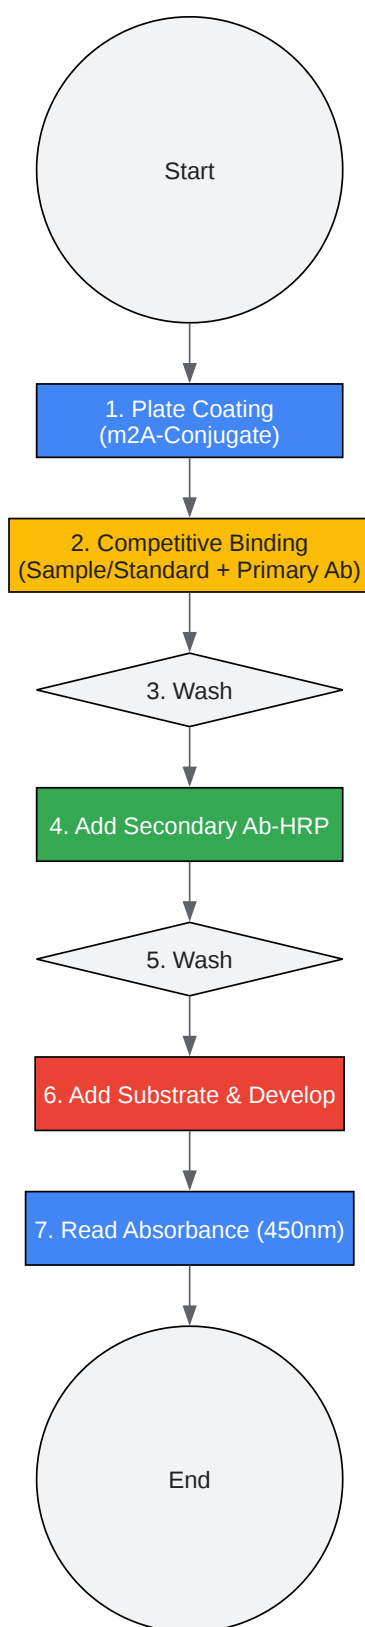 Start
1. Plate Coating
(m2A-Conjugate)
2. Competitive Binding
(Sample/Standard + Primary Ab)
3. Wash
4. Add Secondary Ab-HRP
5. Wash
6. Add Substrate & Develop
7. Read Absorbance (450nm)
End